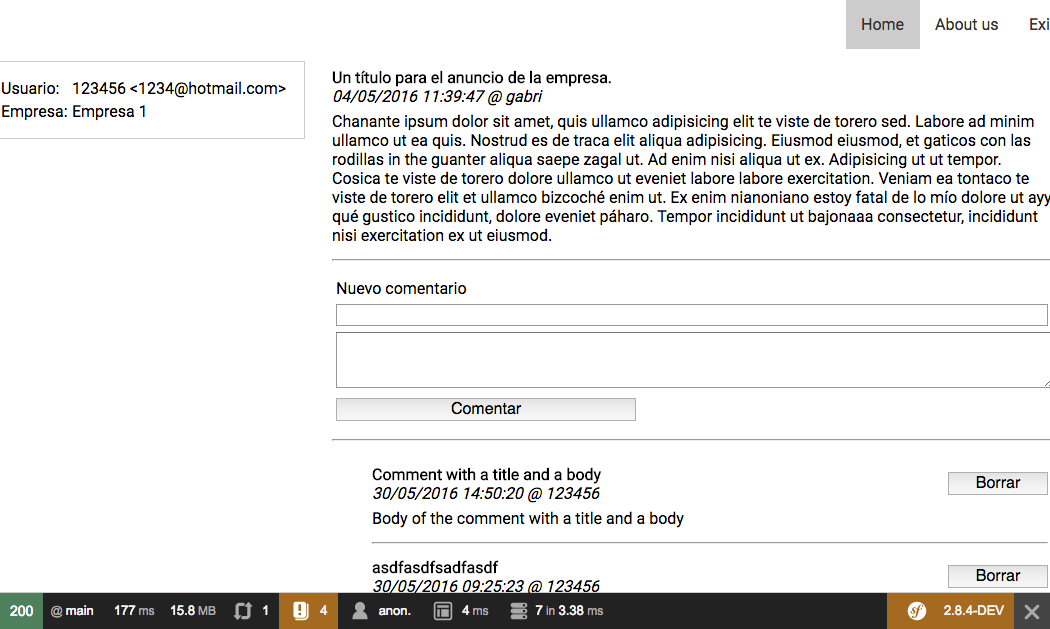 Home About us Exi
Usuario: 123456 <1234@hotmail.com>
Empresa: Empresa 1
Un título para el anuncio de la empresa.
04/05/2016 11:39:47 @ gabri
Chanante ipsum dolor sit amet, quis ullamco adipisicing elit te viste de torero sed. Labore ad minim
ullamco ut ea quis. Nostrud es de traca elit aliqua adipisicing. Eiusmod eiusmod, et gaticos con las
rodillas in the guanter aliqua saepe zagal ut. Ad enim nisi aliqua ut ex. Adipisicing ut ut tempor.
Cosica te viste de torero dolore ullamco ut eveniet labore labore exercitation. Veniam ea tontaco te
viste de torero elit et ullamco bizcoché enim ut. Ex enim nianoniano estoy fatal de lo mío dolore ut ayy
qué gustico incididunt, dolore eveniet páharo. Tempor incididunt ut bajonaaa consectetur, incididunt
nisi exercitation ex ut eiusmod.
Nuevo comentario
Comentar
Comment with a title and a body
30/05/2016 14:50:20 @ 123456
Borrar
Body of the comment with a title and a body
asdfasdfsadfasdf
30/05/2016 09:25:23 @ 123456
Borrar
200 @ main 177 ms 15.8 MB 1 4 anon. 4 ms 7 in 3.38 ms sf 2.8.4-DEV